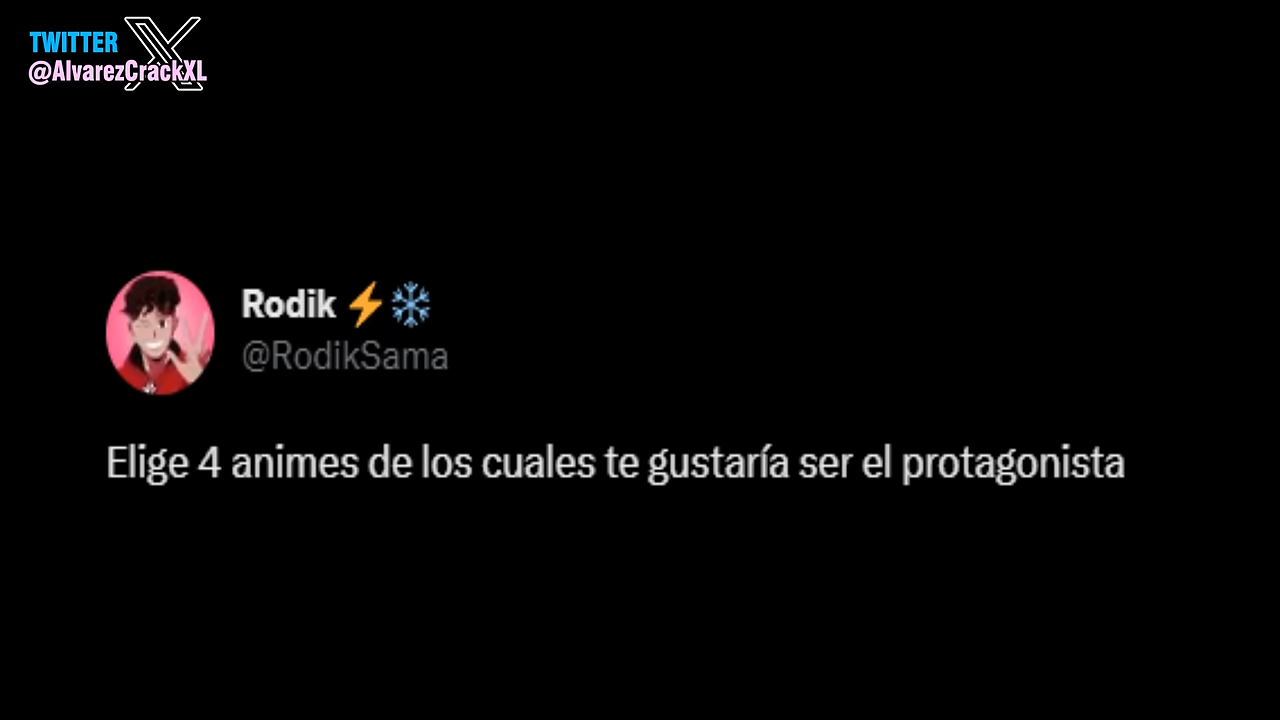 TWITTER
@AlvarezCrackXL
Rodik ⚡❄
@RodikSama
Elige 4 animes de los cuales te gustaría ser el protagonista